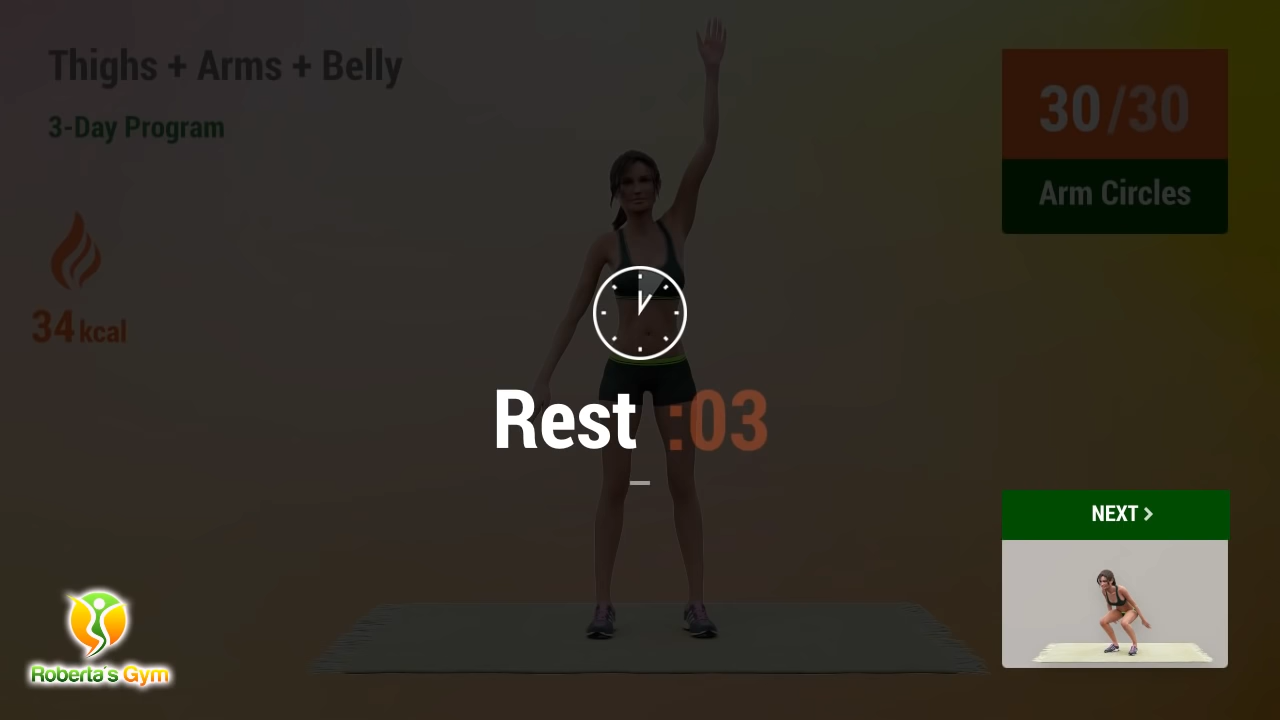 Thighs + Arms + Belly
3-Day Program
30/30
Arm Circles
34 kcal
Rest :03
NEXT >
Roberta's Gym